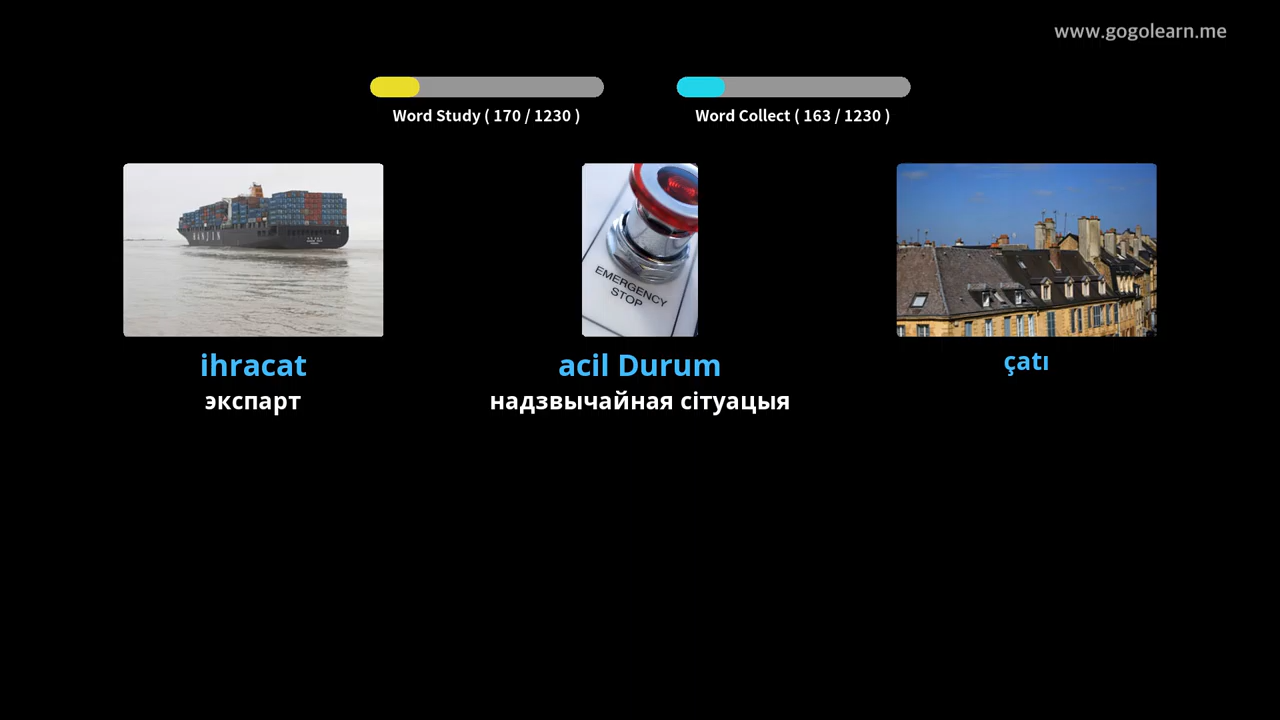 www.gogolearn.me
Word Study ( 170 / 1230 )
Word Collect ( 163 / 1230 )
EMERGENCY
STOP
ihracat
acil Durum
çatı
экспарт
надзвычайная сітуацыя